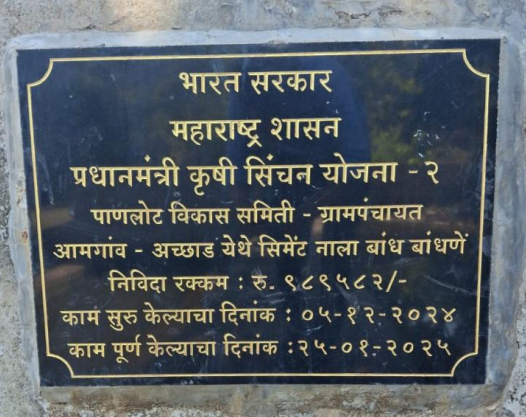 भारत सरकार
महाराष्ट्र शासन
प्रधानमंत्री कृषी सिंचन योजना - २
पाणलोट विकास समिती - ग्रामपंचायत
आमगांव - अच्छाड येथे सिमेंट नाला बांध बांधणें
निविदा रक्कम : रु. ९८९५८२/-
काम सुरु केल्याचा दिनांक : ०५-१२-२०२४
काम पूर्ण केल्याचा दिनांक : २५-०१-२०२५